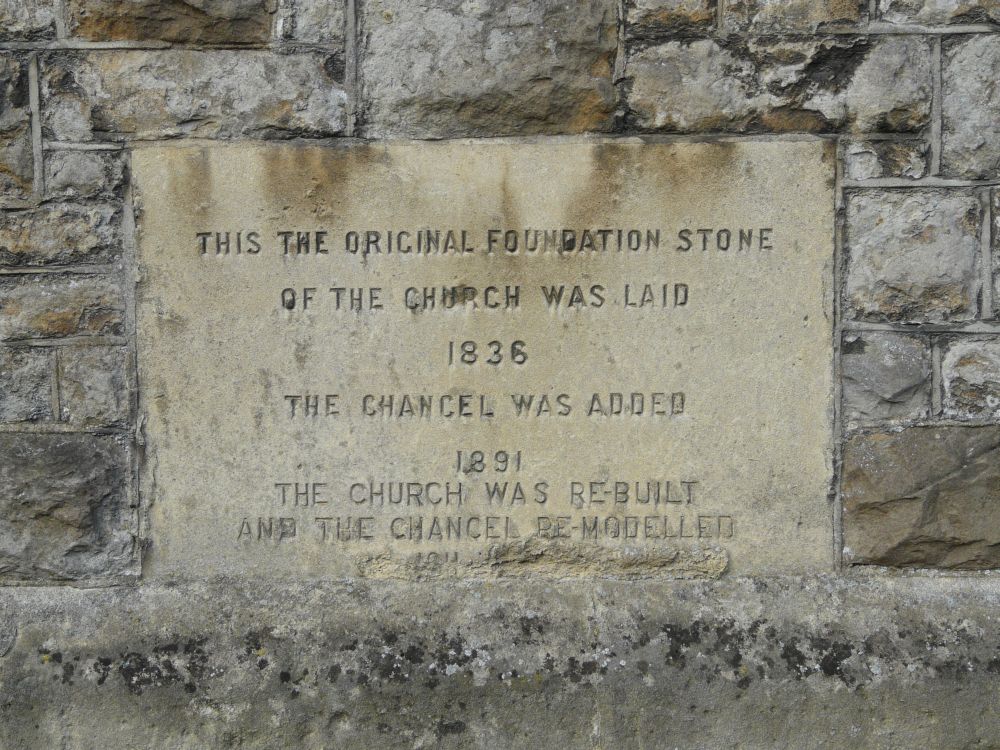 THIS THE ORIGINAL FOUNDATION STONE
OF THE CHURCH WAS LAID
1836
THE CHANCEL WAS ADDED
1891
THE CHURCH WAS RE-BUILT
AND THE CHANCEL RE-MODELLED